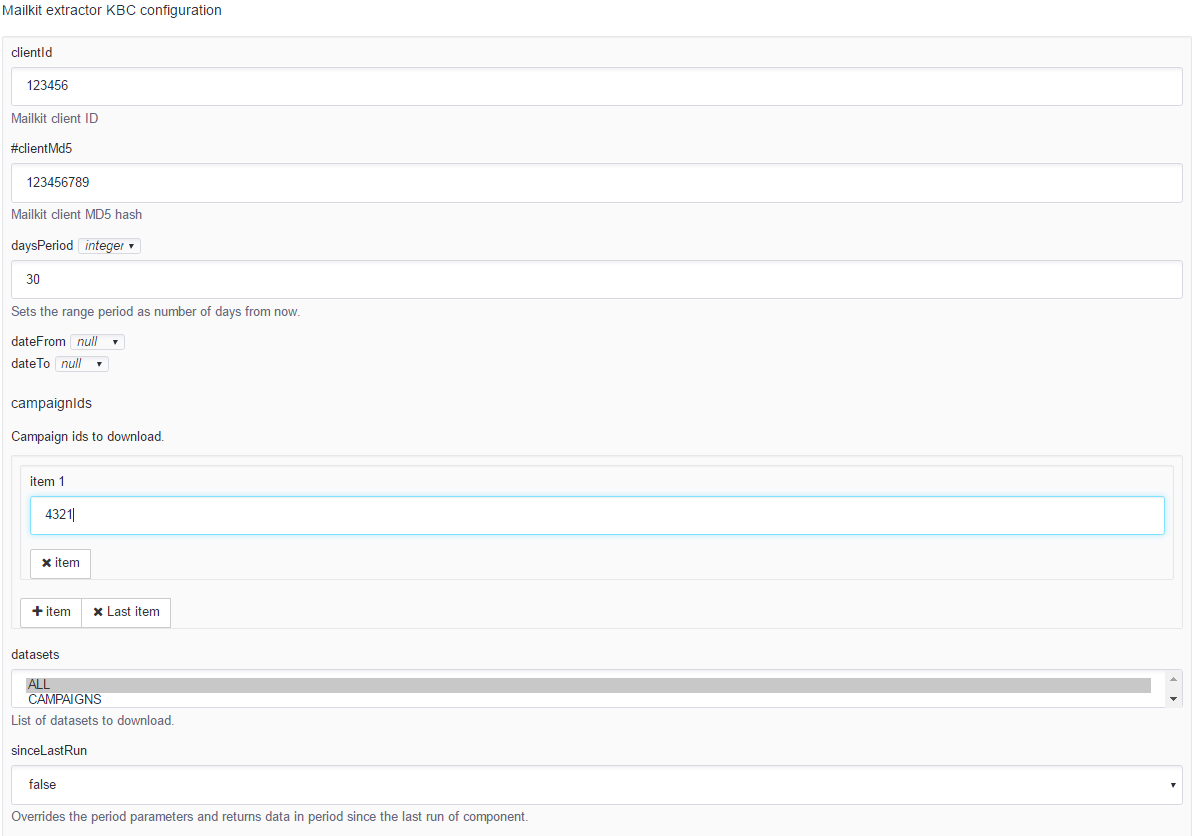 Mailkit extractor KBC configuration
clientId
123456
Mailkit client ID
#clientMd5
123456789
Mailkit client MD5 hash
daysPeriod integer
30
Sets the range period as number of days from now.
dateFrom null
dateTo null
campaignIds
Campaign ids to download.
item 1
4321
item
item Last item
datasets
ALL
CAMPAIGNS
List of datasets to download.
sinceLastRun
false
Overrides the period parameters and returns data in period since the last run of component.